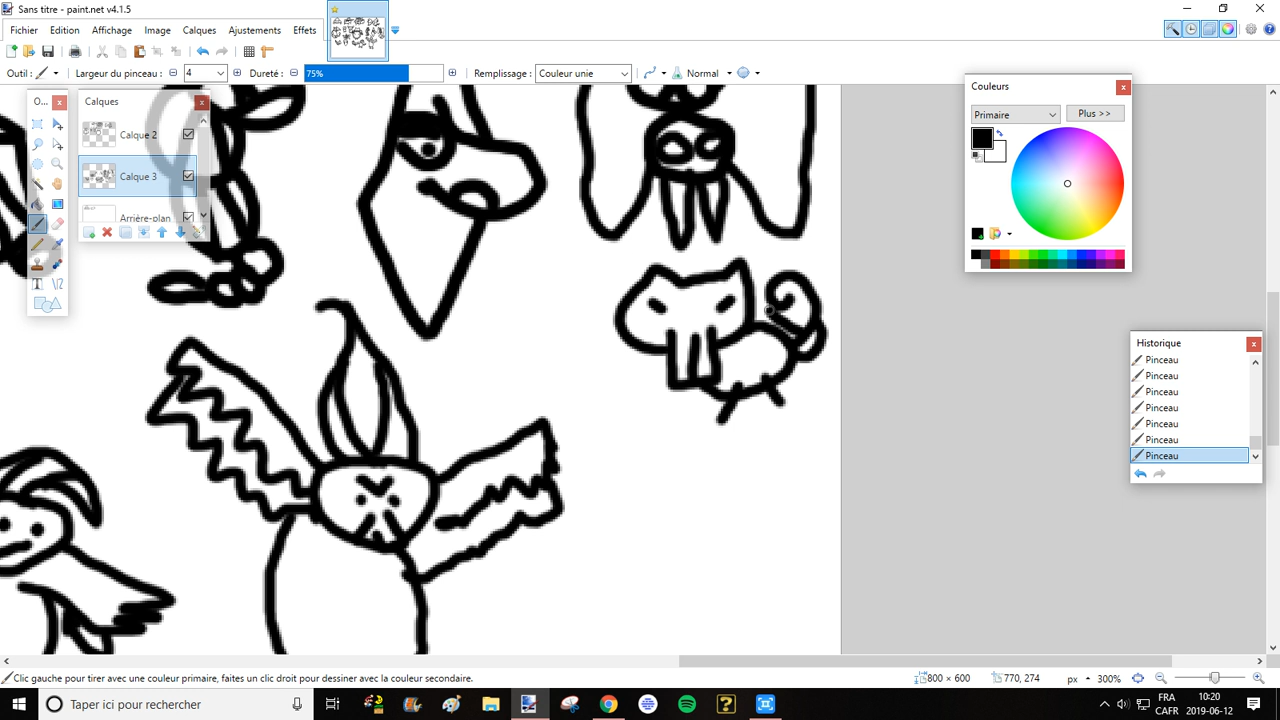 Sans titre - paint.net v4.1.5
Fichier Edition Affichage Image Calques Ajustements Effets
Outil : Largeur du pinceau : 4 Dureté : 75% Remplissage : Couleur unie Normal
O... Calques
Calque 2
Calque 3
Arrière-plan
Couleurs
Primaire Plus >>
Historique
Pinceau
Pinceau
Pinceau
Pinceau
Pinceau
Pinceau
Pinceau
Clic gauche pour tirer avec une couleur primaire, faites un clic droit pour dessiner avec la couleur secondaire. 800 × 600 770, 274 px 300%
Taper ici pour rechercher
FRA 10:20
CAFR 2019-06-12